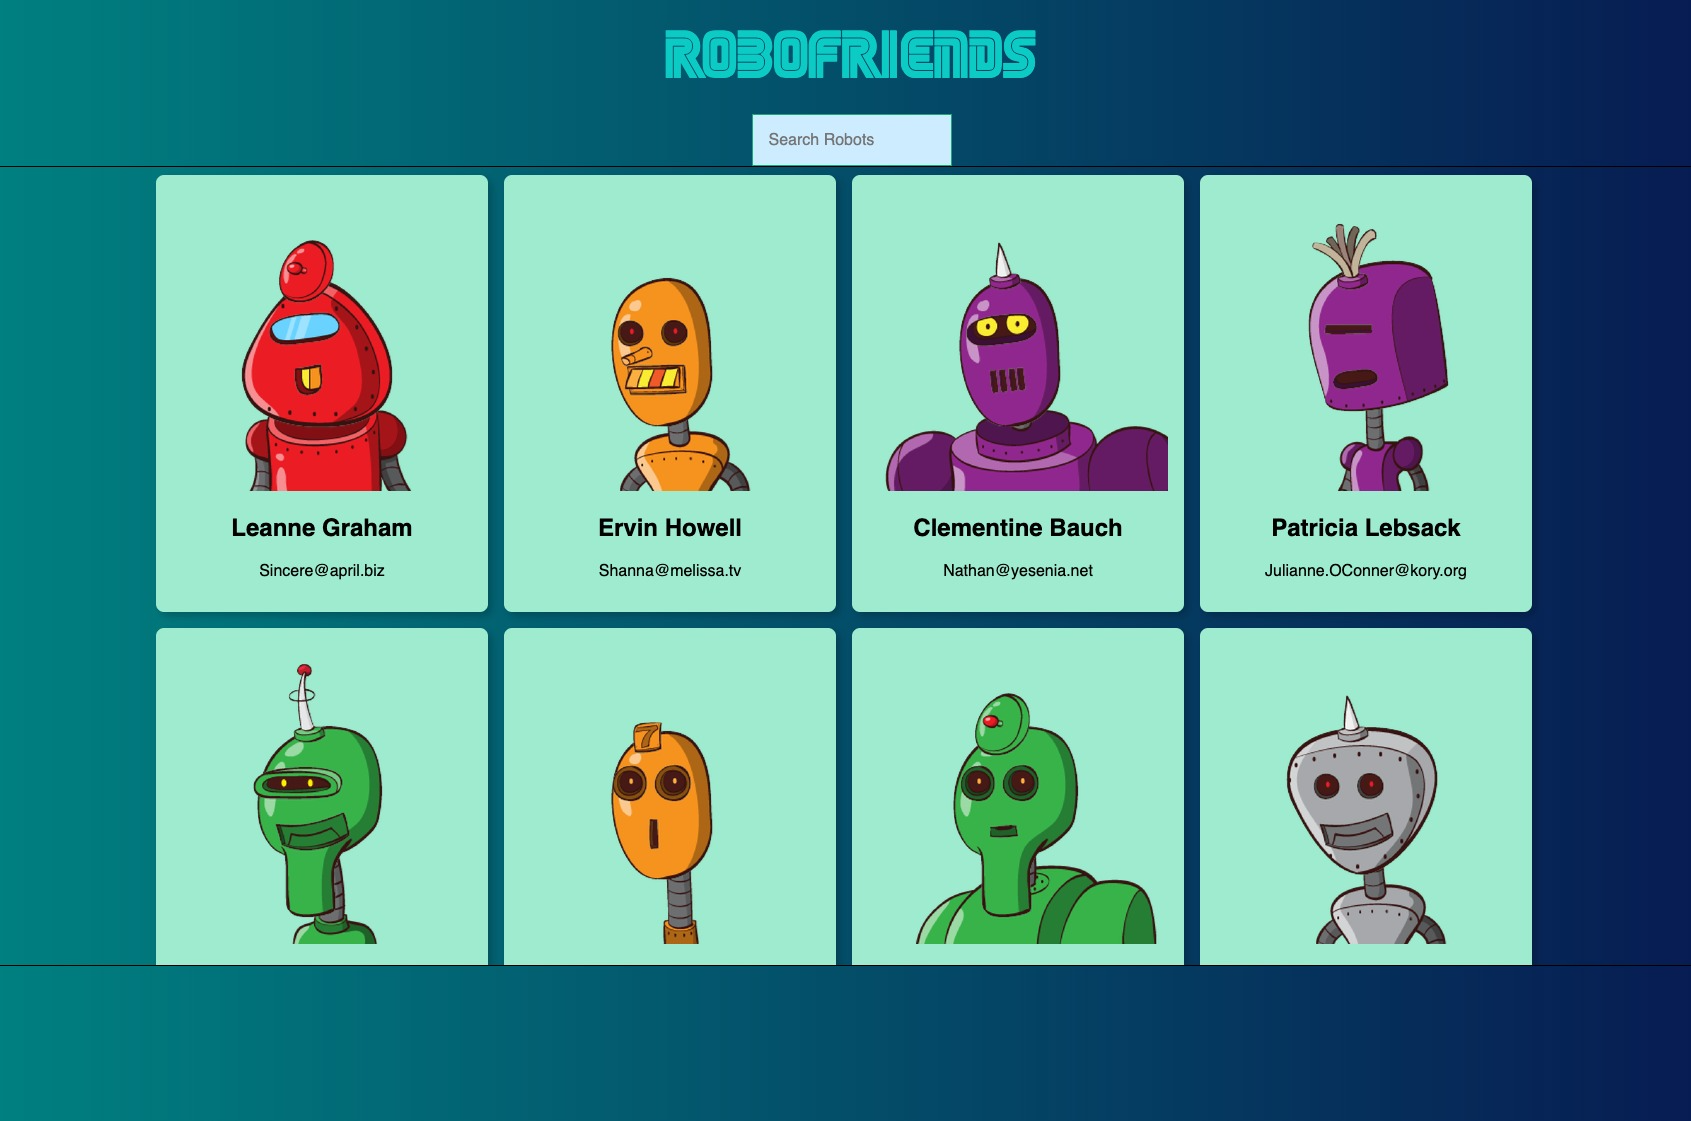 ROBOFRIENDS
Search Robots
Leanne Graham
Sincere@april.biz
Ervin Howell
Shanna@melissa.tv
Clementine Bauch
Nathan@yesenia.net
Patricia Lebsack
Julianne.OConner@kory.org
7